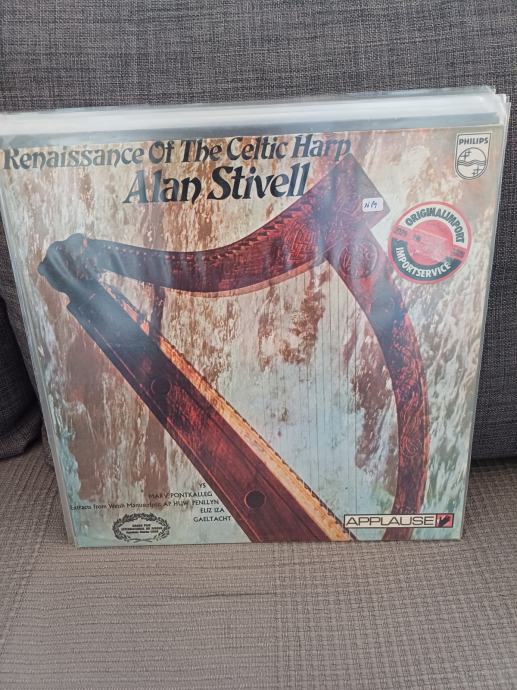 Renaissance Of The Celtic Harp
Alan Stivell
PHILIPS
N/9
ORIGINALIMPORT
IMPORTSERVICE
YS
MARV PONTKALLEG
Extracts from Welsh Manuscripts: AP HUW PENLLYN
ELIZ IZA
GAELTACHT
APPLAUSE